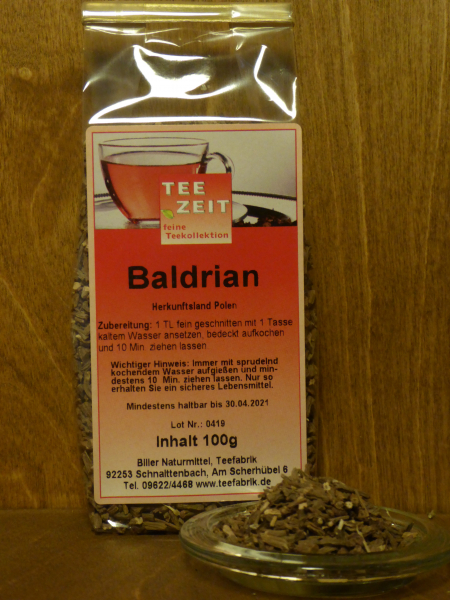 TEE
ZEIT
feine
Teekollektion
Baldrian
Herkunftsland Polen
Zubereitung: 1 TL fein geschnitten mit 1 Tasse
kaltem Wasser ansetzen, bedeckt aufkochen
und 10 Min. ziehen lassen.
Wichtiger Hinweis: Immer mit sprudelnd
kochendem Wasser aufgießen und min-
destens 10 Min. ziehen lassen. Nur so
erhalten Sie ein sicheres Lebensmittel.
Mindestens haltbar bis 30.04.2021
Lot Nr.: 0419
Inhalt 100g
Biller Naturmittel, Teefabrik
92253 Schnaittenbach, Am Scherhübel 6
Tel. 09622/4468 www.teefabrik.de